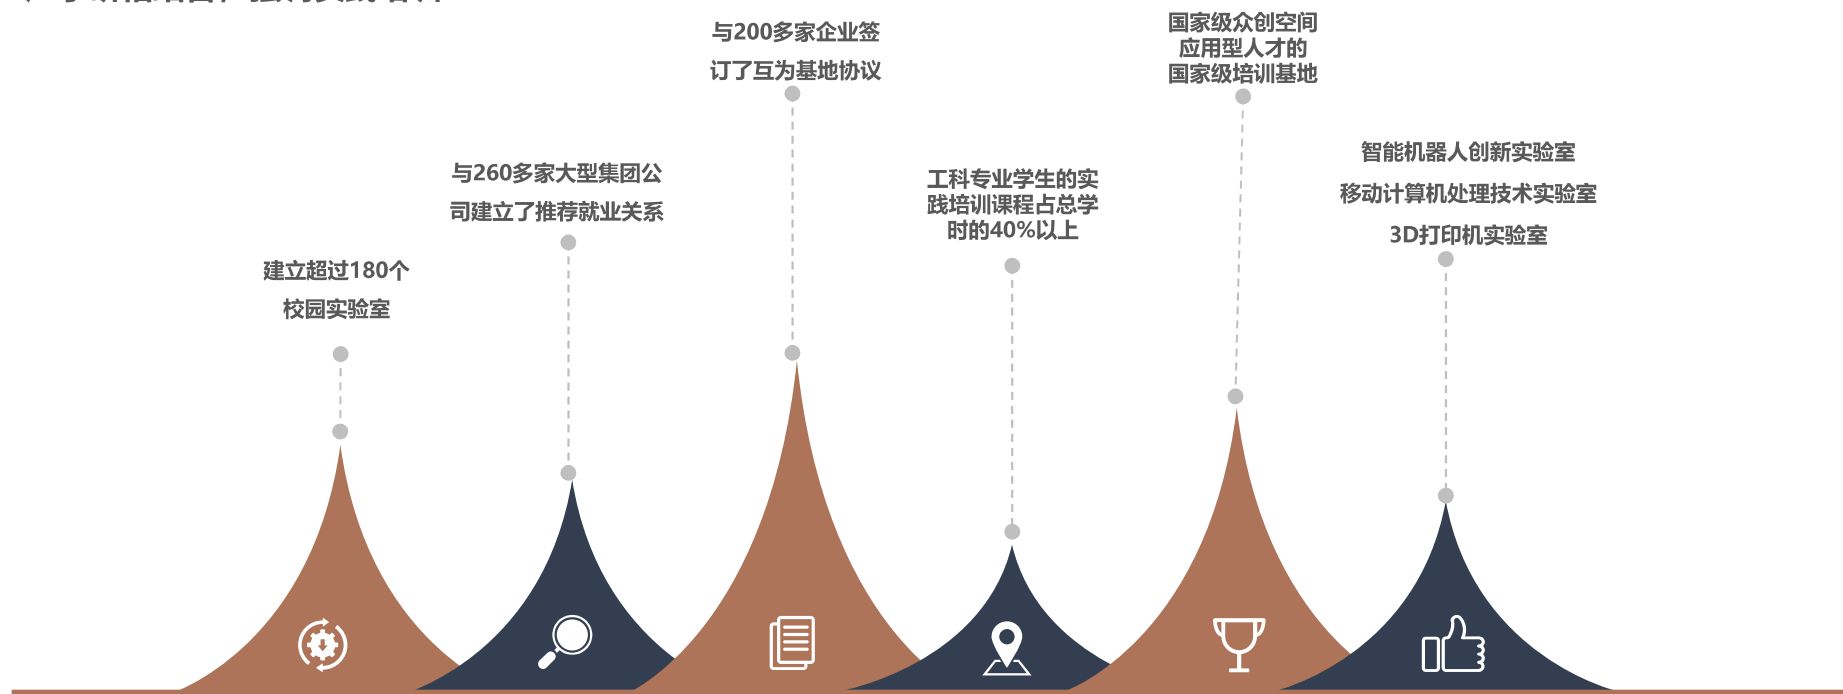 建立超过180个
校园实验室
与260多家大型集团公
司建立了推荐就业关系
与200多家企业签
订了互为基地协议
工科专业学生的实
践培训课程占总学
时的40%以上
国家级众创空间
应用型人才的
国家级培训基地
智能机器人创新实验室
移动计算机处理技术实验室
3D打印机实验室